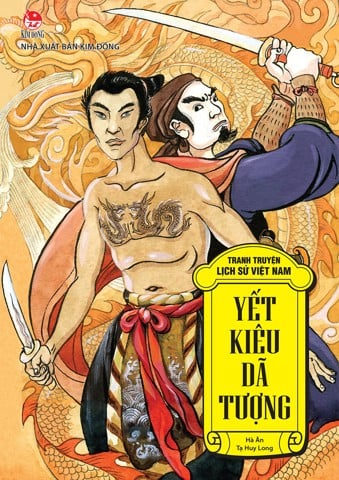 KIM ĐỒNG
NHÀ XUẤT BẢN KIM ĐỒNG
TRANH TRUYỆN
LỊCH SỬ VIỆT NAM
YẾT
KIÊU
DÃ
TƯỢNG
Hà Ân
Tạ Huy Long